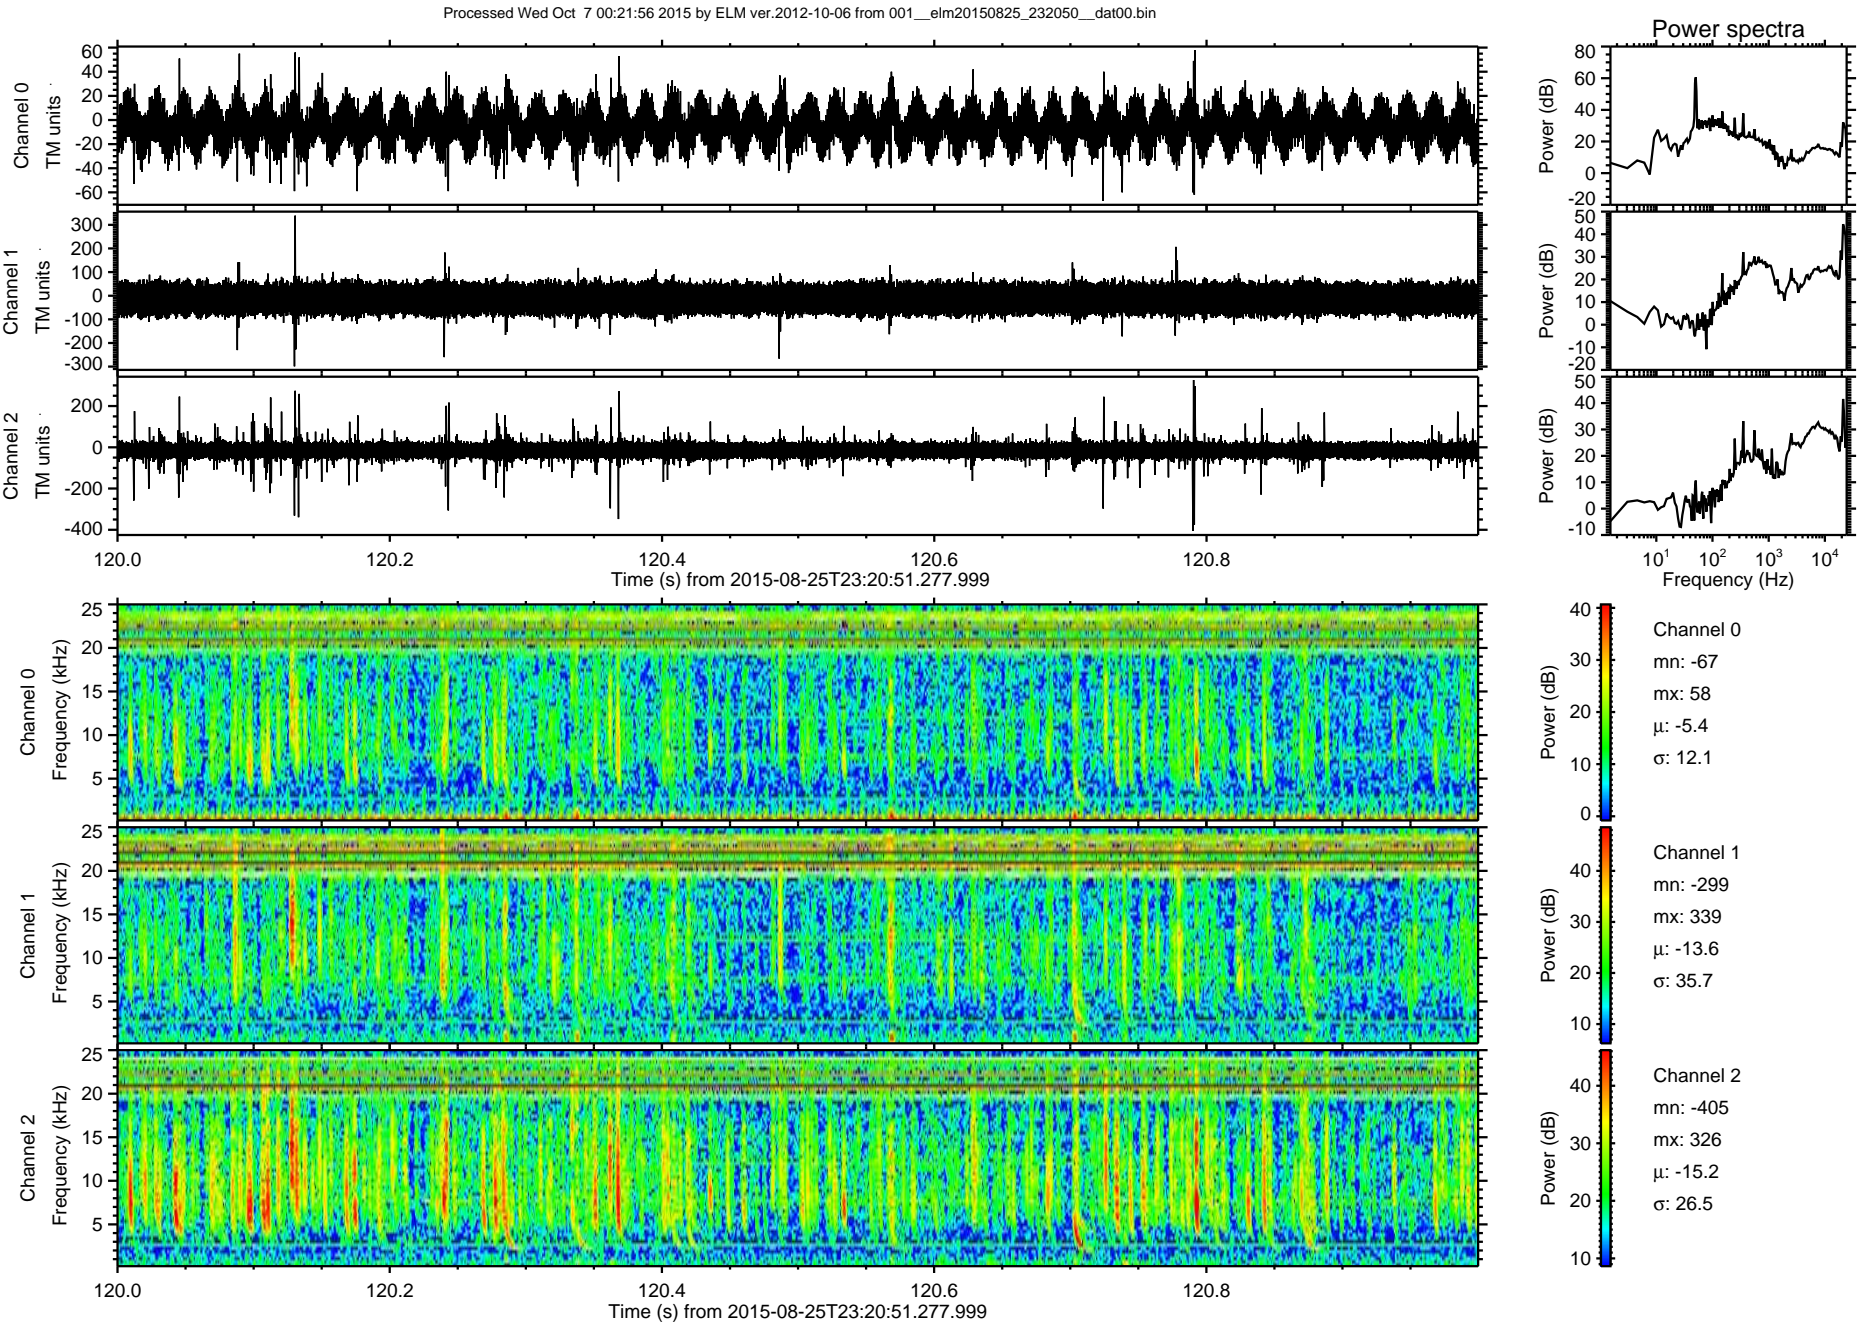 Processed Wed Oct 7 00:21:56 2015 by ELM ver.2012-10-06 from 001__elm20150825_232050__dat00.bin
Power spectra
Channel 0
TM units
60
40
20
0
-20
-40
-60
Power (dB)
80
60
40
20
0
-20
Channel 1
TM units
300
200
100
0
-100
-200
-300
Power (dB)
50
40
30
20
10
0
-10
-20
Channel 2
TM units
200
0
-200
-400
Power (dB)
50
40
30
20
10
0
-10
120.0 120.2 120.4 120.6 120.8
Time (s) from 2015-08-25T23:20:51.277.999
10^1 10^2 10^3 10^4
Frequency (Hz)
Channel 0
Frequency (kHz)
25
20
15
10
5
Power (dB)
40
30
20
10
0
Channel 0
mn: -67
mx: 58
μ: -5.4
σ: 12.1
Channel 1
Frequency (kHz)
25
20
15
10
5
Power (dB)
40
30
20
10
Channel 1
mn: -299
mx: 339
μ: -13.6
σ: 35.7
Channel 2
Frequency (kHz)
25
20
15
10
5
Power (dB)
40
30
20
10
Channel 2
mn: -405
mx: 326
μ: -15.2
σ: 26.5
120.0 120.2 120.4 120.6 120.8
Time (s) from 2015-08-25T23:20:51.277.999